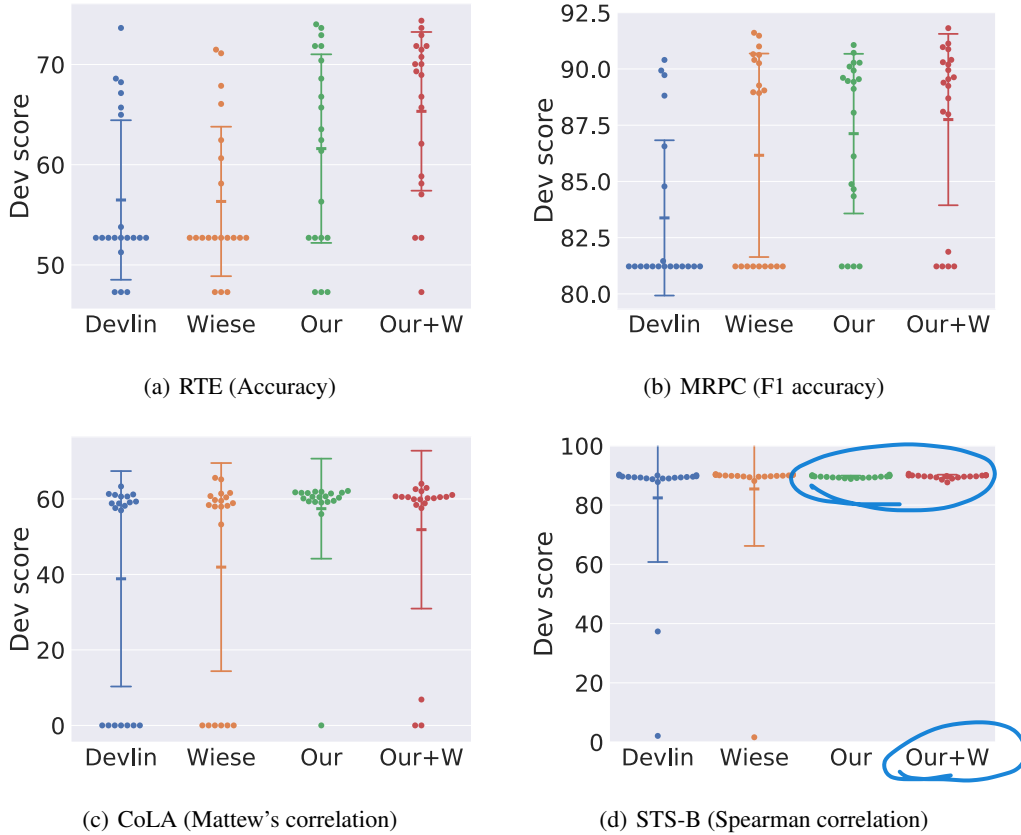 Dev score
70
60
50
Devlin Wiese Our Our+W
(a) RTE (Accuracy)
Dev score
92.5
90.0
87.5
85.0
82.5
80.0
Devlin Wiese Our Our+W
(b) MRPC (F1 accuracy)
Dev score
60
40
20
0
Devlin Wiese Our Our+W
(c) CoLA (Mattew's correlation)
Dev score
100
80
60
40
20
0
Devlin Wiese Our Our+W
(d) STS-B (Spearman correlation)